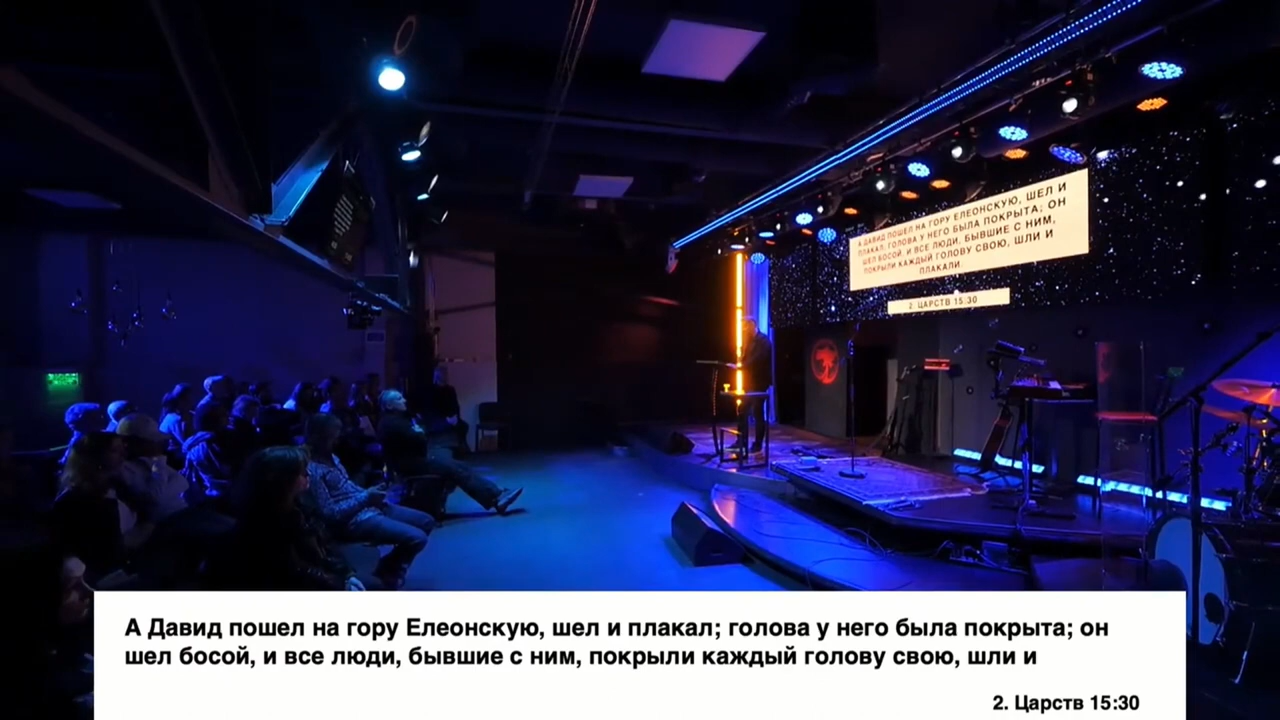 А ДАВИД ПОШЕЛ НА ГОРУ ЕЛЕОНСКУЮ, ШЕЛ И
ПЛАКАЛ; ГОЛОВА У НЕГО БЫЛА ПОКРЫТА; ОН
ШЕЛ БОСОЙ, И ВСЕ ЛЮДИ, БЫВШИЕ С НИМ,
ПОКРЫЛИ КАЖДЫЙ ГОЛОВУ СВОЮ, ШЛИ И
ПЛАКАЛИ.
2. ЦАРСТВ 15:30
А Давид пошел на гору Елеонскую, шел и плакал; голова у него была покрыта; он
шел босой, и все люди, бывшие с ним, покрыли каждый голову свою, шли и
2. Царств 15:30